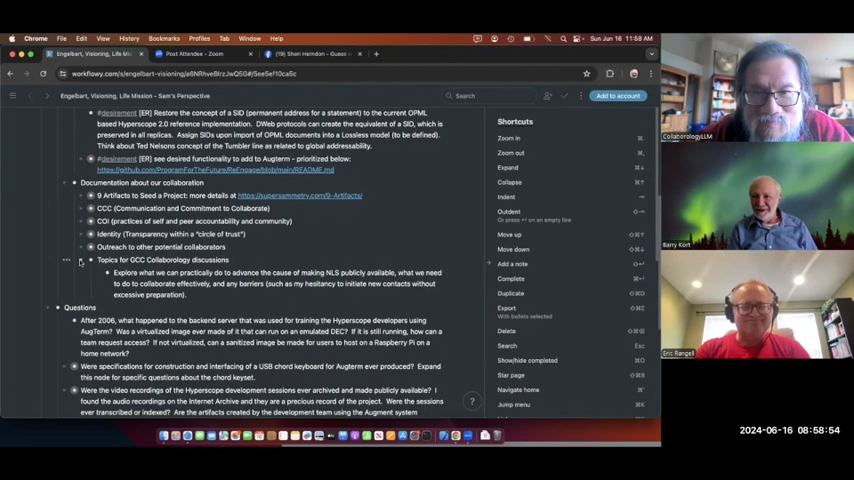 Chrome File Edit View History Bookmarks Profiles Tab Window Help
Sun Jun 16 11:58 AM
Engelbart, Visioning, Life Mis
Post Attendee - Zoom
(19) Sheri Herndon - Guess
workflowy.com/s/engelbart-visioning/
Engelbart, Visioning, Life Mission - Sam's Perspective
Search
Add to account
#desirement [ER] Restore the concept of a SID (permanent address for a statement) to the current OPML
based Hyperscope 2.0 reference implementation. DWeb protocols can create the equivalent of a SID, which is
preserved in all replicas. Assign SIDs upon import of OPML documents into a Lossless model (to be defined).
Think about Ted Nelsons concept of the Tumbler line as related to global addressability.
#desirement [ER] see desired functionality to add to Augterm - prioritized below:
https://github.com/ProgramForTheFuture/ReEngage/blob/main/README.md
Documentation about our collaboration
9 Artifacts to Seed a Project: more details at https://supersammetry.com/9-Artifacts/
CCC (Communication and Commitment to Collaborate)
COI (practices of self and peer accountability and community)
Identity (Transparency within a "circle of trust")
Outreach to other potential collaborators
Topics for GCC Collaborology discussions
Explore what we can practically do to advance the cause of making NLS publicly available, what we need
to do to collaborate effectively, and any barriers (such as my hesitancy to initiate new contacts without
excessive preparation).
Questions
After 2006, what happened to the backend server that was used for training the Hyperscope developers using
AugTerm? Was a virtualized image ever made of it that can run on an emulated DEC? If it is still running, how can a
team request access? If not virtualized, can a sanitized image be made for users to host on a Raspberry Pi on a
home network?
Were specifications for construction and interfacing of a USB chord keyboard for Augterm ever produced? Expand
this node for specific questions about the chord keyset.
Were the video recordings of the Hyperscope development sessions ever archived and made publicly available? I
found the audio recordings on the Internet Archive and they are a precious record of the project. Were the sessions
ever transcribed or indexed? Are the artifacts created by the development team using the Augment system
Shortcuts
Zoom in
Zoom out
Expand
Collapse
Indent
Outdent
Or press ↩ on an empty line
Move up
Move down
Add a note
Complete
Duplicate
Export
With bullets selected
Delete
Search
Show/hide completed
Star page
Navigate home
Jump menu
?
CollaborologyLLM
Barry Kort
Eric Rangell
2024-06-16 08:58:54